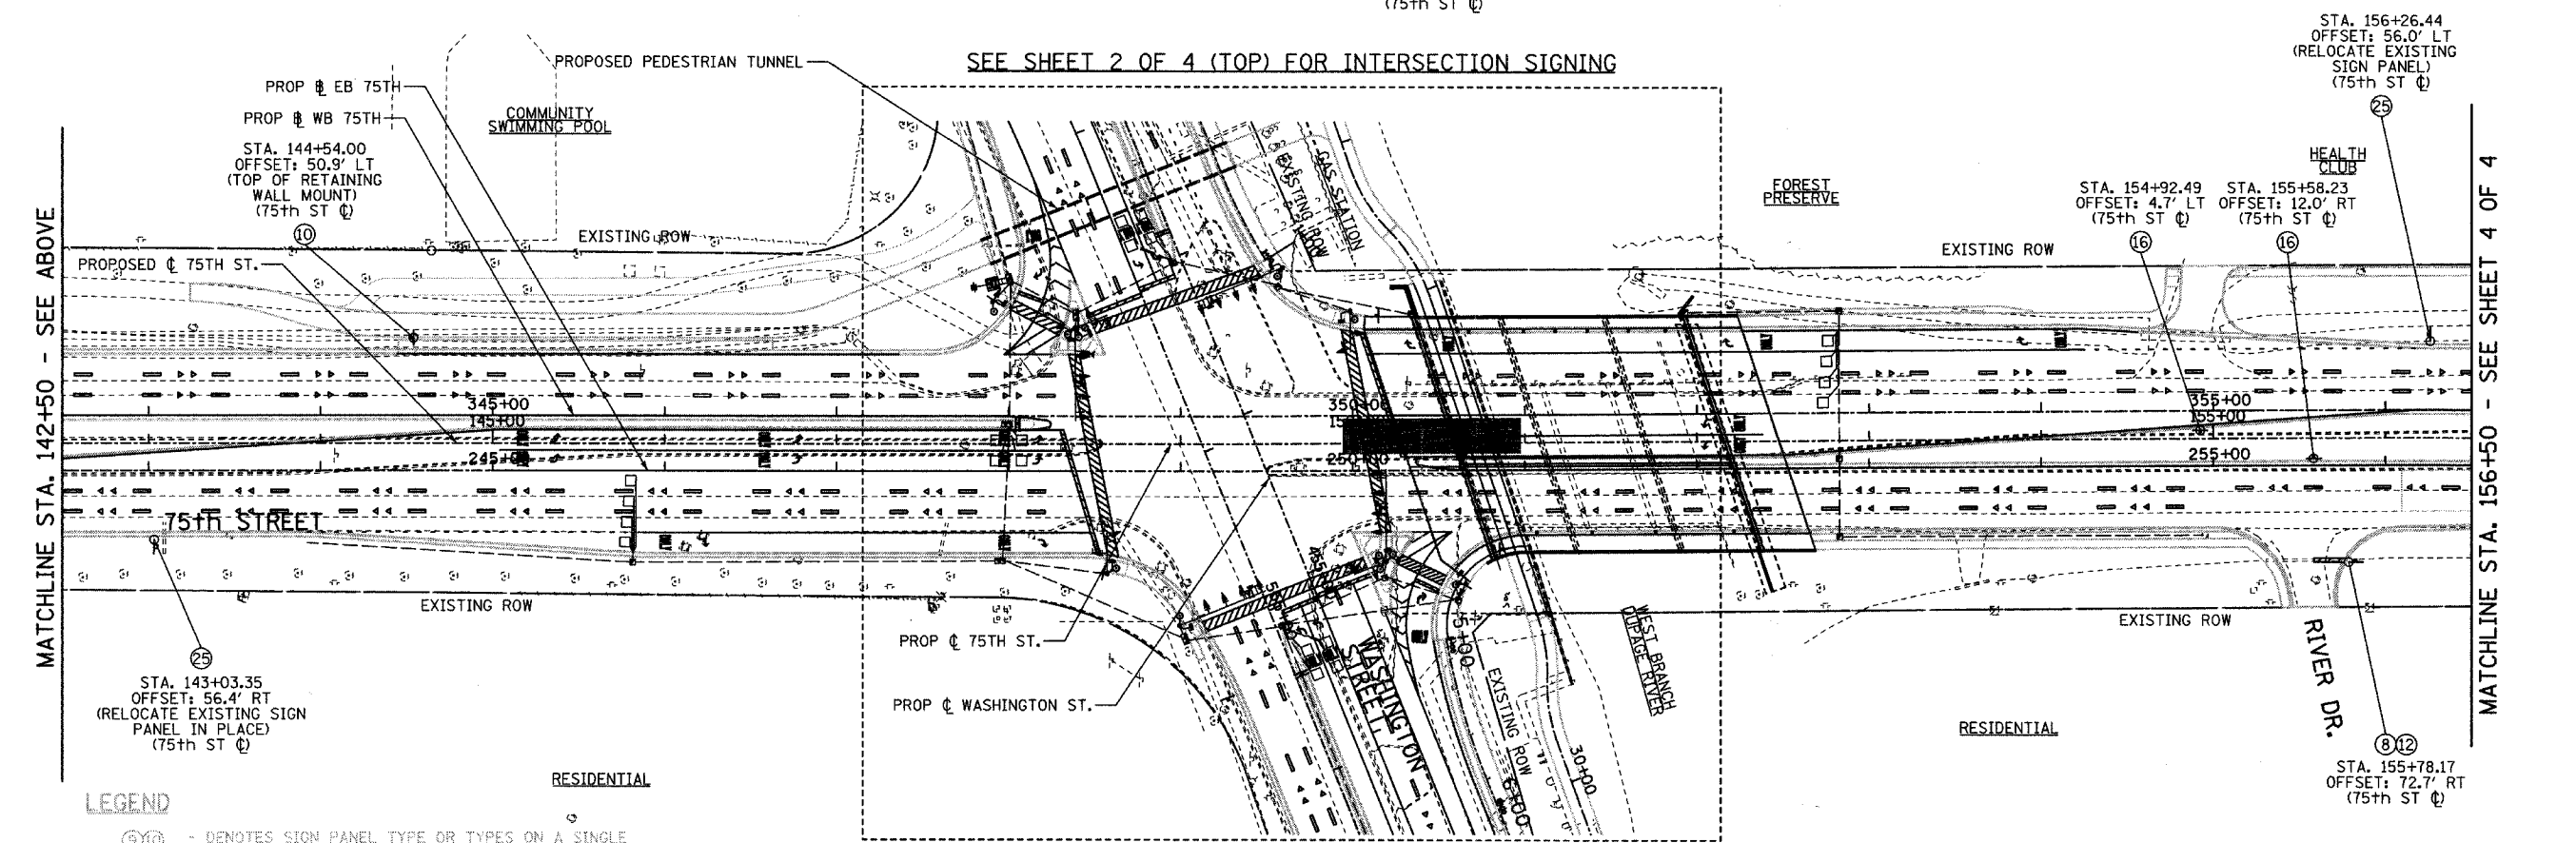 (75th ST ℄)
SEE SHEET 2 OF 4 (TOP) FOR INTERSECTION SIGNING
STA. 156+26.44
OFFSET: 56.0' LT
(RELOCATE EXISTING
SIGN PANEL)
(75th ST ℄)
25
PROPOSED PEDESTRIAN TUNNEL
PROP ℄ EB 75TH
PROP ℄ WB 75TH
COMMUNITY
SWIMMING POOL
STA. 144+54.00
OFFSET: 50.9' LT
(TOP OF RETAINING
WALL MOUNT)
(75th ST ℄)
10
PROPOSED ℄ 75TH ST.
EXISTING ROW
GAS STATION
EXISTING ROW
FOREST
PRESERVE
HEALTH
CLUB
STA. 154+92.49
OFFSET: 4.7' LT
(75th ST ℄)
16
STA. 155+58.23
OFFSET: 12.0' RT
(75th ST ℄)
16
EXISTING ROW
MATCHLINE STA. 142+50 - SEE ABOVE
MATCHLINE STA. 156+50 - SEE SHEET 4 OF 4
345+00
145+00
245+00
350+00
250+00
355+00
155+00
255+00
75th STREET
EXISTING ROW
25
STA. 143+03.35
OFFSET: 56.4' RT
(RELOCATE EXISTING SIGN
PANEL IN PLACE)
(75th ST ℄)
PROP ℄ 75TH ST.
PROP ℄ WASHINGTON ST.
WASHINGTON
STREET
5+00
EXISTING ROW
6+00
30+00
WEST BRANCH
DUPAGE RIVER
EXISTING ROW
RIVER DR.
RESIDENTIAL
8 12
STA. 155+78.17
OFFSET: 72.7' RT
(75th ST ℄)
RESIDENTIAL
LEGEND
- DENOTES SIGN PANEL TYPE OR TYPES ON A SINGLE